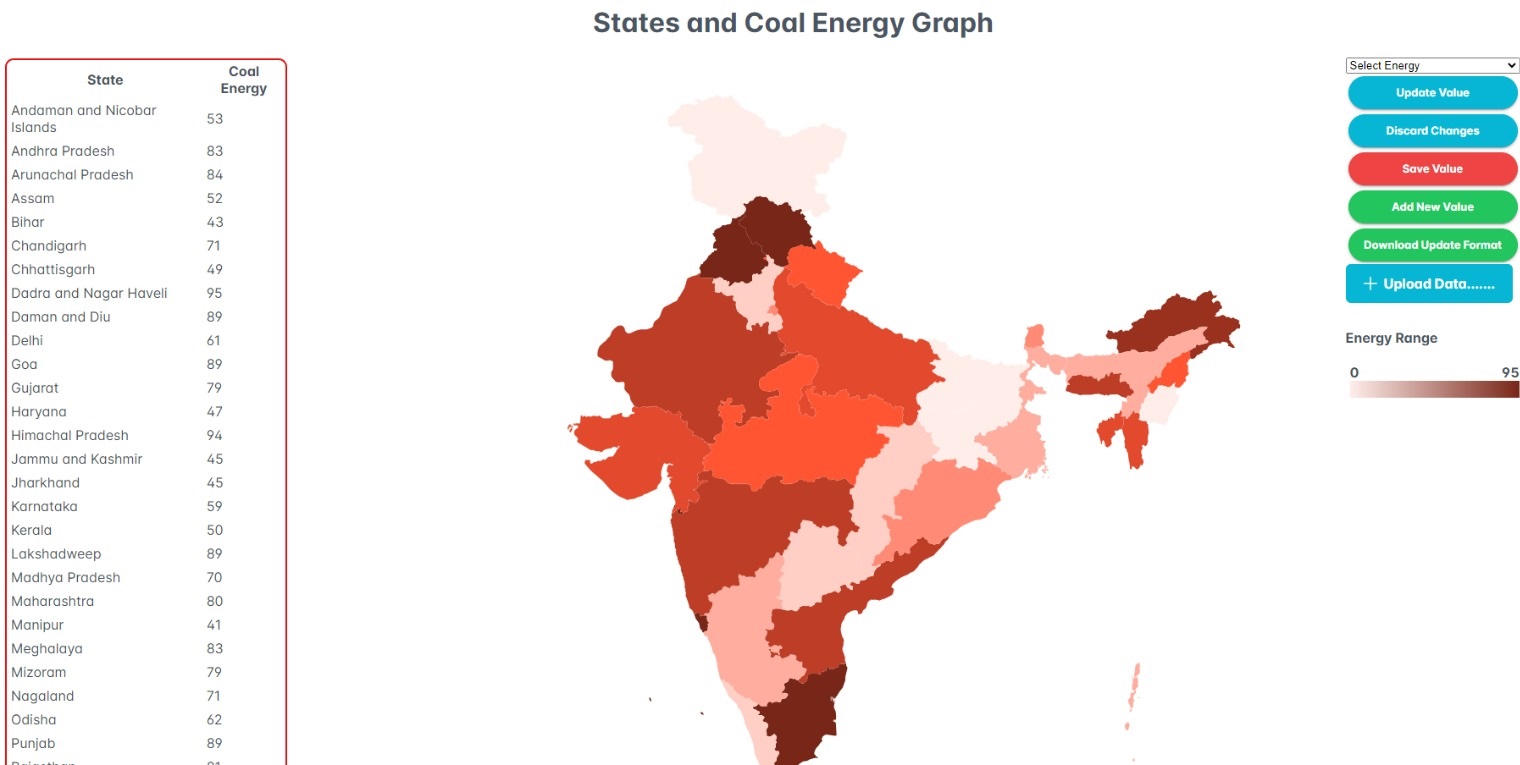 States and Coal Energy Graph
State Coal
Energy
Andaman and Nicobar
Islands 53
Andhra Pradesh 83
Arunachal Pradesh 84
Assam 52
Bihar 43
Chandigarh 71
Chhattisgarh 49
Dadra and Nagar Haveli 95
Daman and Diu 89
Delhi 61
Goa 89
Gujarat 79
Haryana 47
Himachal Pradesh 94
Jammu and Kashmir 45
Jharkhand 45
Karnataka 59
Kerala 50
Lakshadweep 89
Madhya Pradesh 70
Maharashtra 80
Manipur 41
Meghalaya 83
Mizoram 79
Nagaland 71
Odisha 62
Punjab 89
Select Energy
Update Value
Discard Changes
Save Value
Add New Value
Download Update Format
+ Upload Data.......
Energy Range
0 95